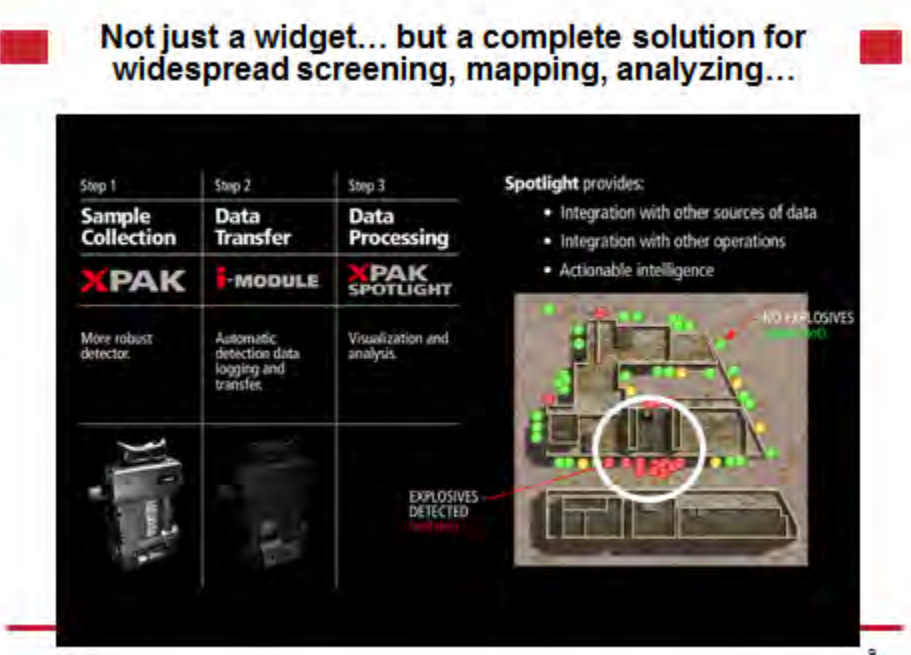 Not just a widget... but a complete solution for
widespread screening, mapping, analyzing...
Step 1
Sample
Collection
XPAK
More robust
detector.
Step 2
Data
Transfer
i-MODULE
Automatic
detection data
logging and
transfer.
Step 3
Data
Processing
XPAK
SPOTLIGHT
Visualization and
analysis.
Spotlight provides:
• Integration with other sources of data
• Integration with other operations
• Actionable intelligence
NO EXPLOSIVES
EXPLOSIVES
DETECTED